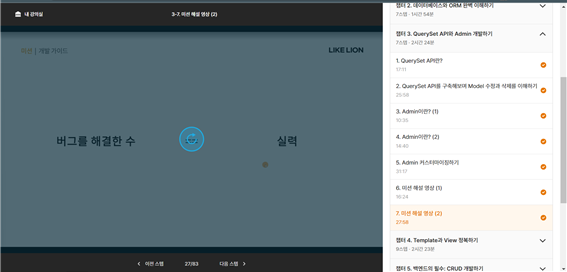 내 강의실
3-7. 미션 해설 영상 (2)
미션 | 개발 가이드
LIKE LION
버그를 해결한 수
실력
이전 스텝
27/83
다음 스텝
챕터 2. 데이터베이스와 ORM 완벽 이해하기
7스텝 · 1시간 54분
챕터 3. QuerySet API와 Admin 개발하기
7스텝 · 2시간 24분
1. QuerySet API란?
17:11
2. QuerySet API를 구축해보며 Model 수정과 삭제를 이해하기
25:58
3. Admin이란? (1)
10:35
4. Admin이란? (2)
14:40
5. Admin 커스터마이징하기
31:17
6. 미션 해설 영상 (1)
16:24
7. 미션 해설 영상 (2)
27:58
챕터 4. Template과 View 정복하기
9스텝 · 2시간 23분
챕터 5. 백엔드의 필수: CRUD 개발하기